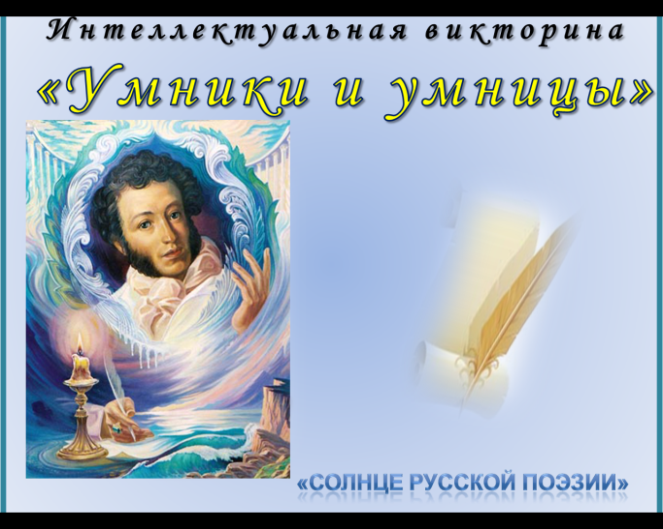 Интеллектуальная викторина
«Умники и умницы»
«СОЛНЦЕ РУССКОЙ ПОЭЗИИ»